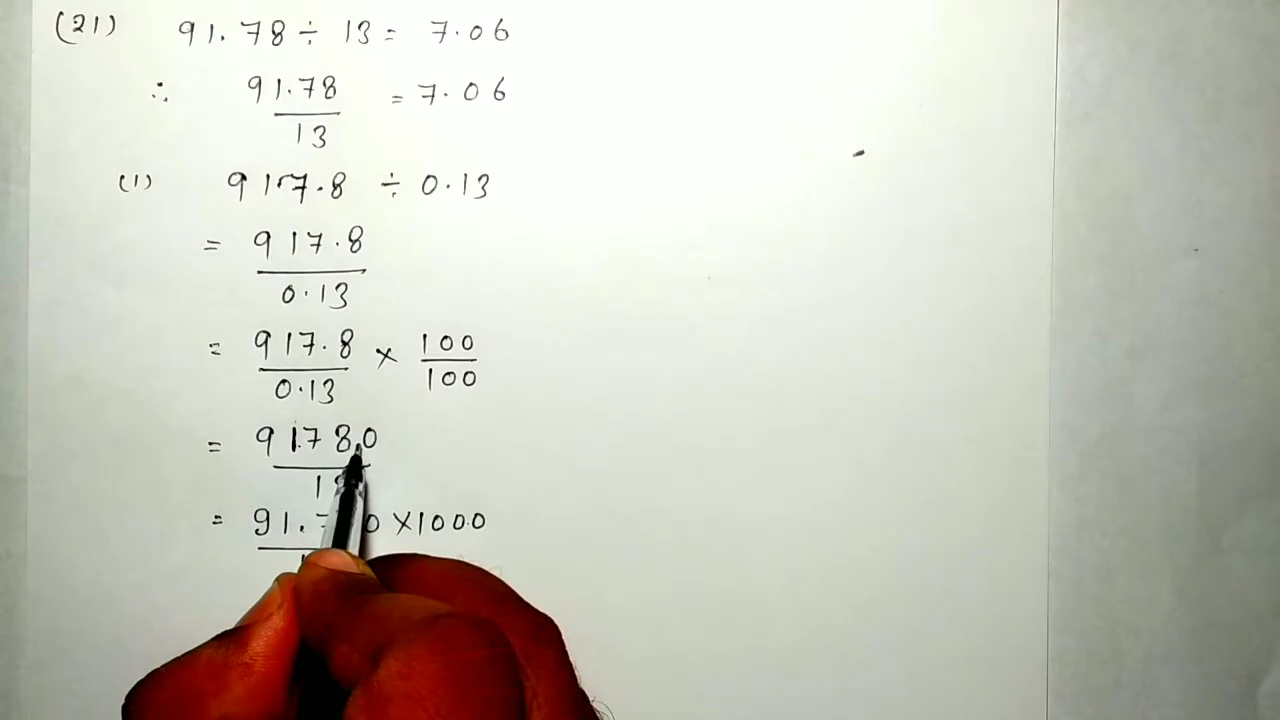 (21) 91.78 ÷ 13 = 7.06
∴ 91.78 = 7.06
13
(1) 917.8 ÷ 0.13
= 917.8
0.13
= 917.8 × 100
0.13 100
= 91780
= 91. 0 × 1000